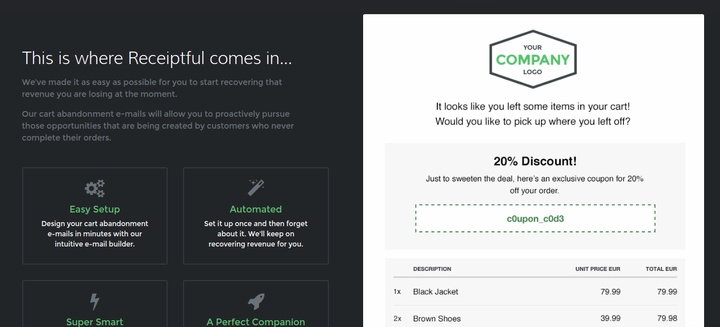 This is where Receiptful comes in...
We've made it as easy as possible for you to start recovering that
revenue you are losing at the moment.
Our cart abandonment e-mails will allow you to proactively pursue
those opportunities that are being created by customers who never
complete their orders.
Easy Setup
Design your cart abandonment
e-mails in minutes with our
intuitive e-mail builder.
Automated
Set it up once and then forget
about it. We'll keep on
recovering revenue for you.
Super Smart
A Perfect Companion
YOUR
COMPANY
LOGO
It looks like you left some items in your cart!
Would you like to pick up where you left off?
20% Discount!
Just to sweeten the deal, here's an exclusive coupon for 20%
off your order.
c0upon_c0d3
DESCRIPTION UNIT PRICE EUR TOTAL EUR
1x Black Jacket 79.99 79.99
2x Brown Shoes 39.99 79.98